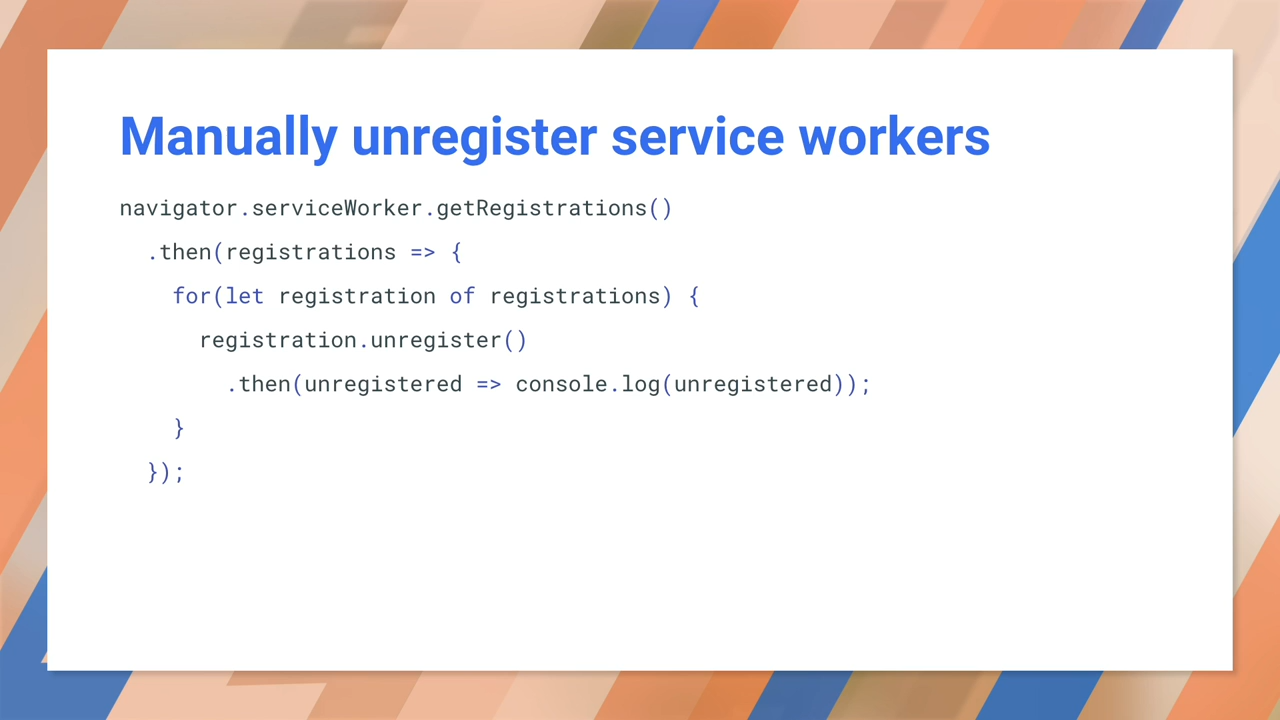 Manually unregister service workers
navigator.serviceWorker.getRegistrations()
.then(registrations => {
for(let registration of registrations) {
registration.unregister()
.then(unregistered => console.log(unregistered));
}
});